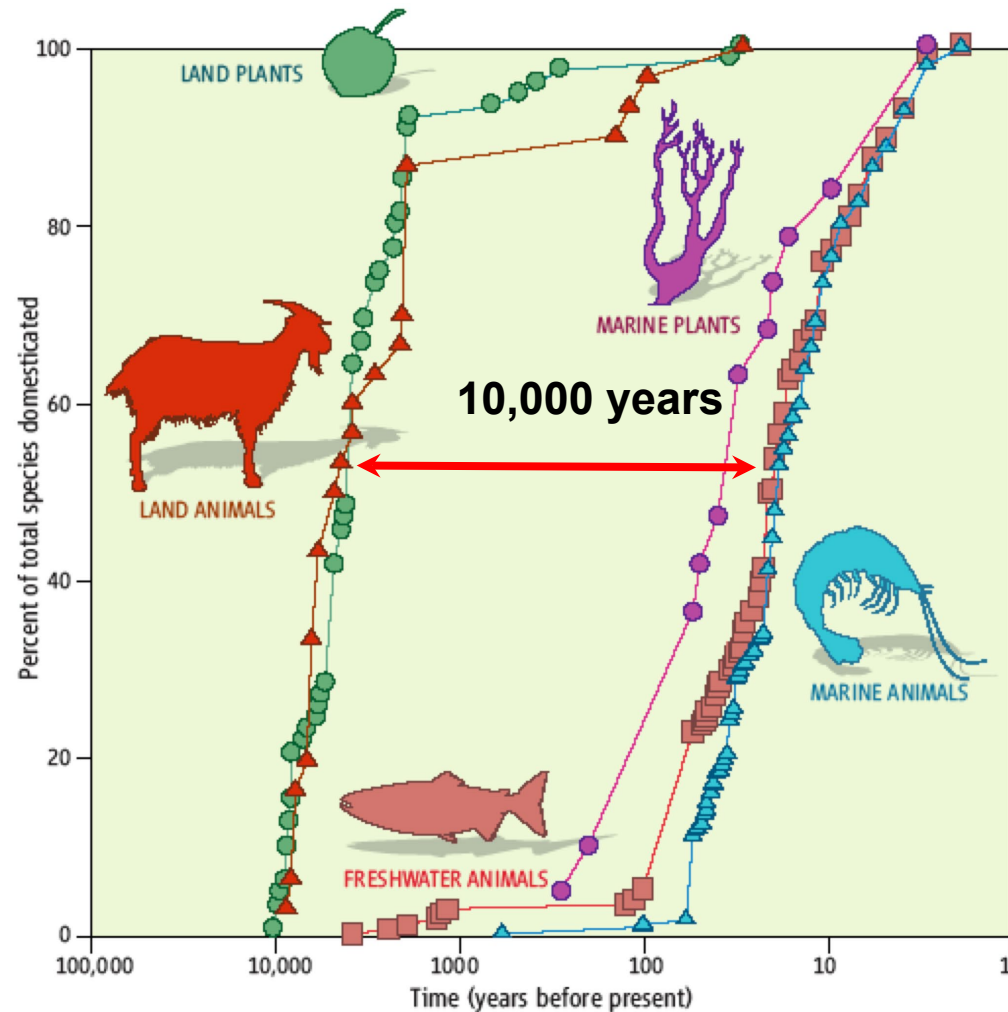 100
LAND PLANTS
80
MARINE PLANTS
10,000 years
60
LAND ANIMALS
Percent of total species domesticated
40
MARINE ANIMALS
20
FRESHWATER ANIMALS
0
100,000 10,000 1000 100 10 1
Time (years before present)